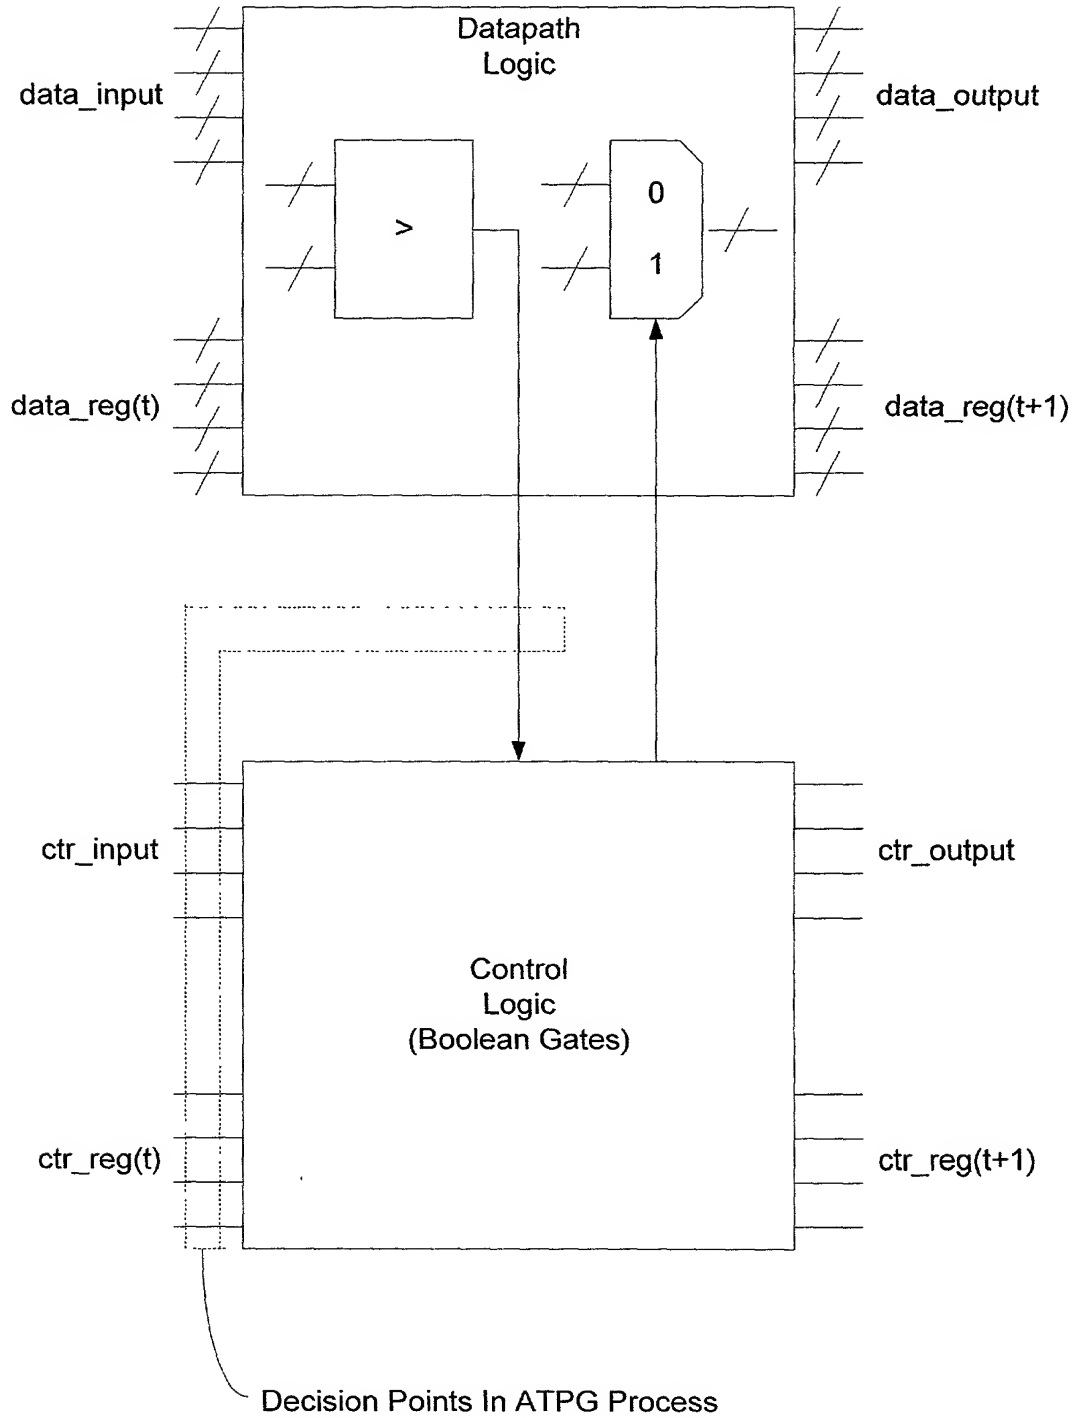 Datapath
Logic
data_input
data_output
>
0
1
data_reg(t)
data_reg(t+1)
ctr_input
ctr_output
Control
Logic
(Boolean Gates)
ctr_reg(t)
ctr_reg(t+1)
Decision Points In ATPG Process